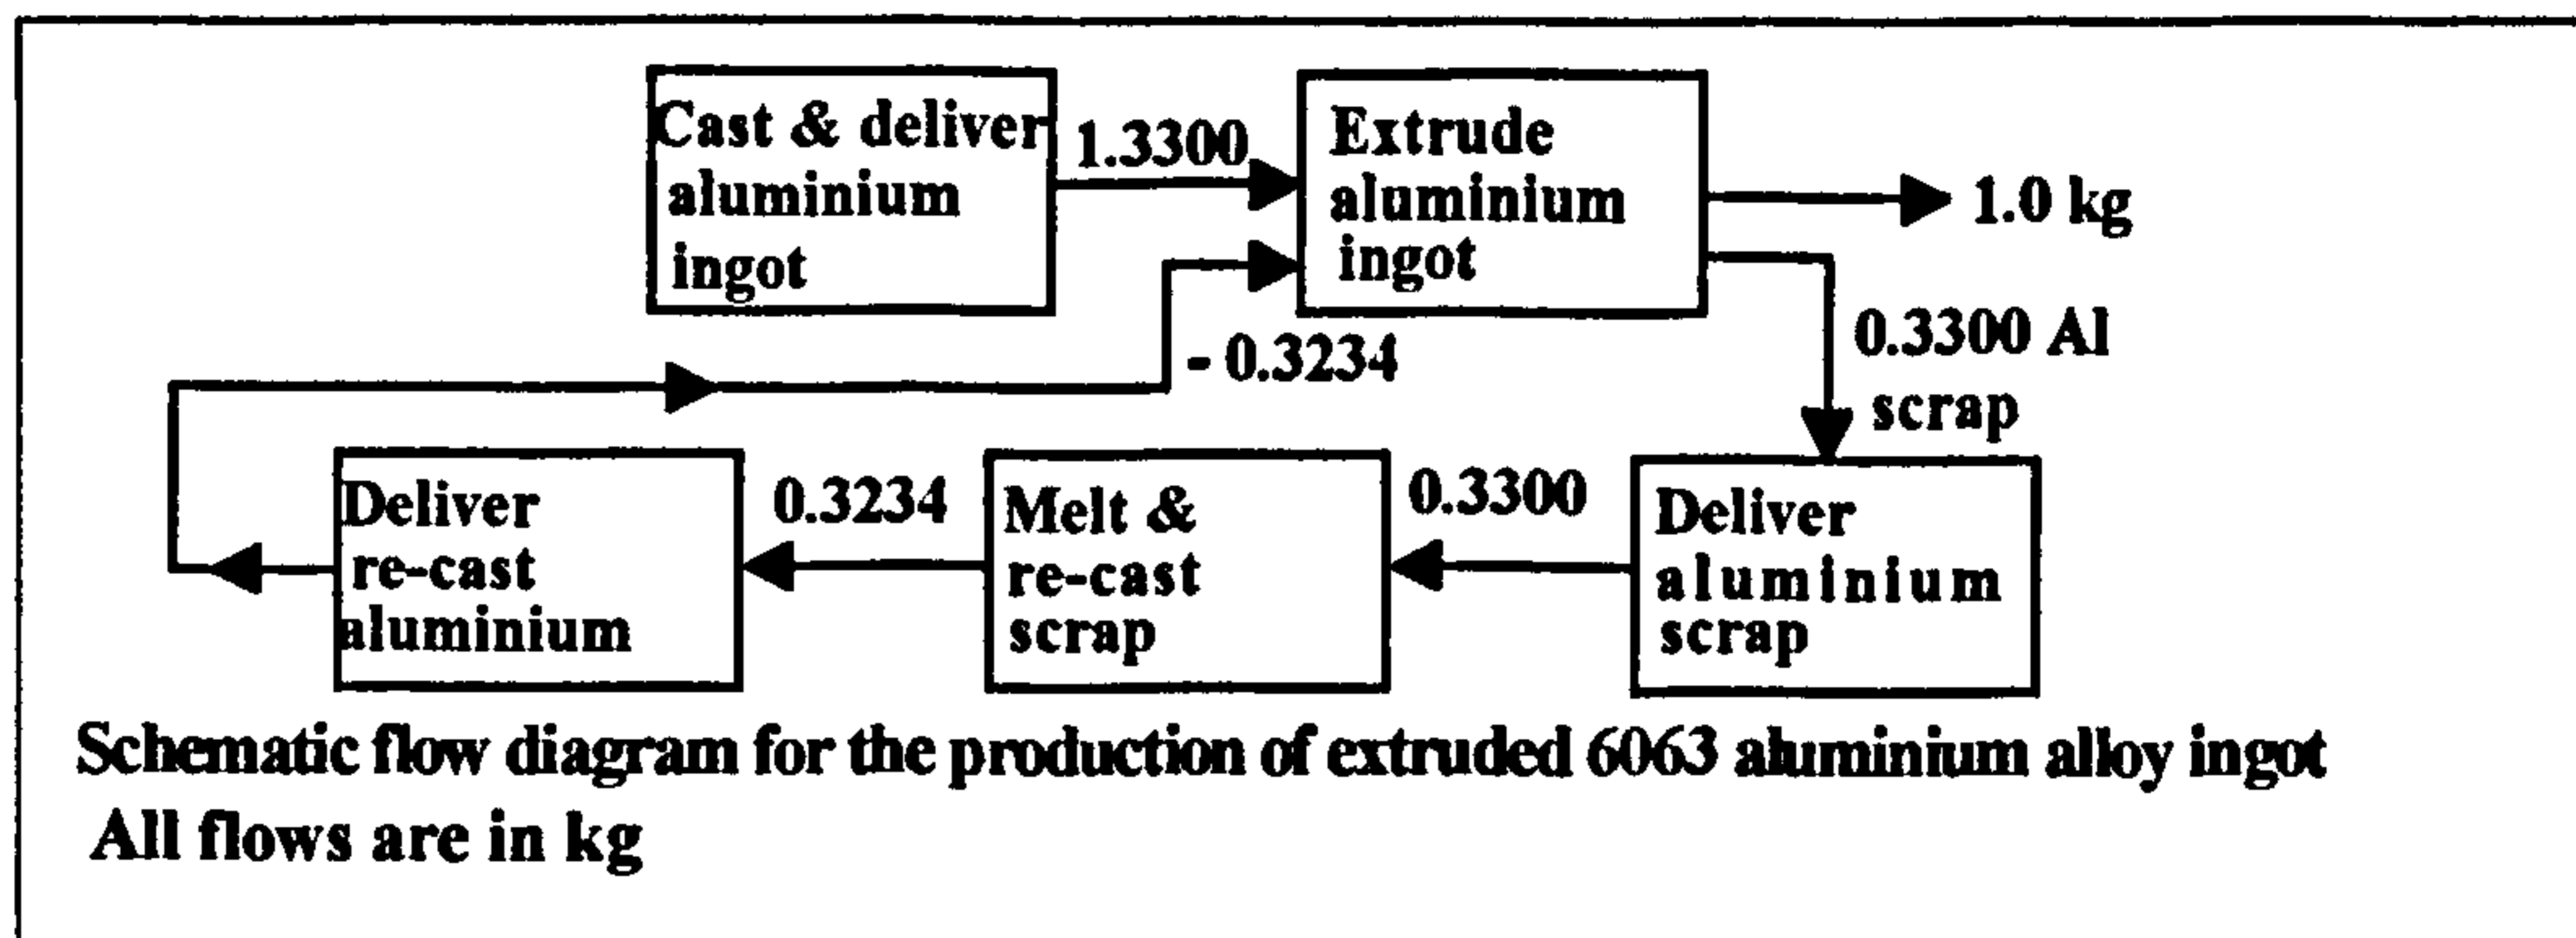 Cast & deliver
aluminium
ingot
1.3300
Extrude
aluminium
ingot
1.0 kg
- 0.3234
0.3300 Al
scrap
Deliver
re-cast
aluminium
0.3234
Melt &
re-cast
scrap
0.3300
Deliver
aluminium
scrap
Schematic flow diagram for the production of extruded 6063 aluminium alloy ingot
All flows are in kg